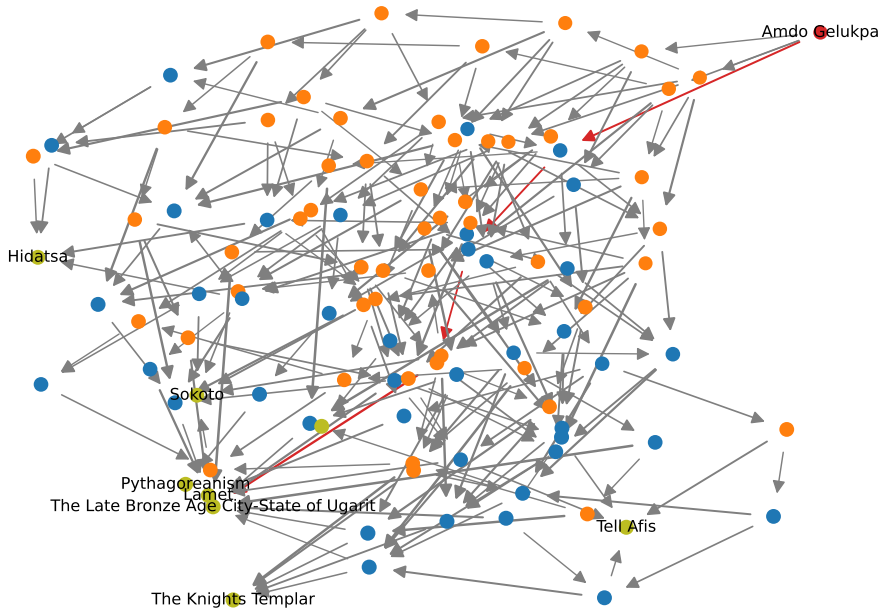 Amdo Gelukpa
Hidatsa
Sokoto
Pythagoreanism
Lamet
The Late Bronze Age City-State of Ugarit
Tell Afis
The Knights Templar